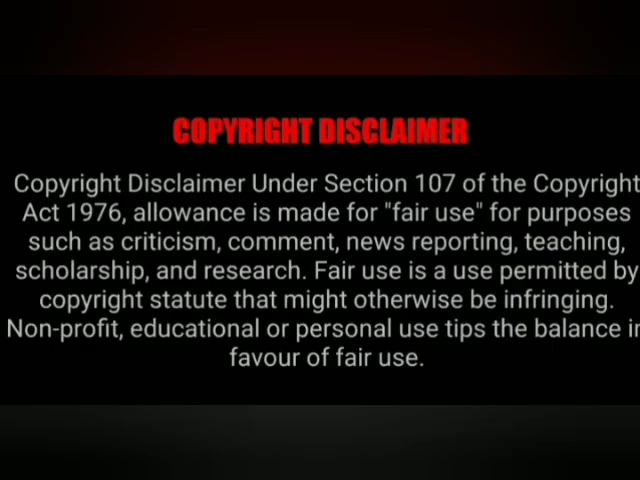 COPYRIGHT DISCLAIMER
Copyright Disclaimer Under Section 107 of the Copyright
Act 1976, allowance is made for "fair use" for purposes
such as criticism, comment, news reporting, teaching,
scholarship, and research. Fair use is a use permitted by
copyright statute that might otherwise be infringing.
Non-profit, educational or personal use tips the balance in
favour of fair use.